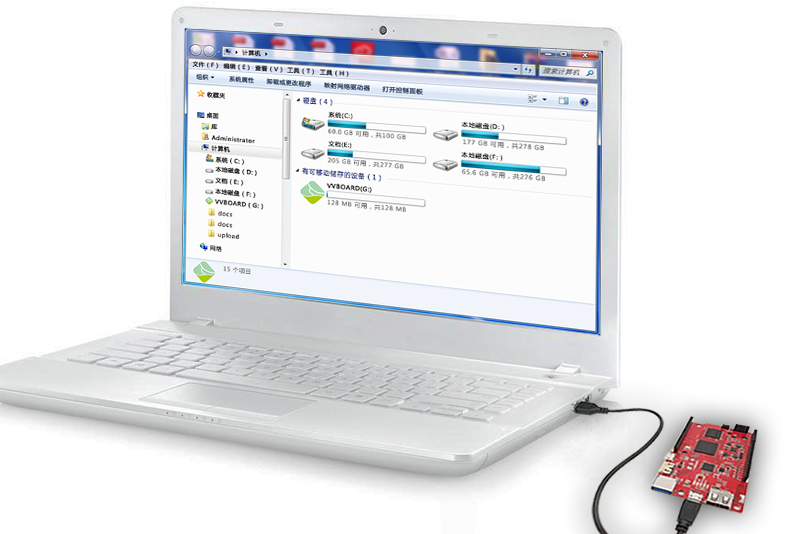 计算机
文件(F) 编辑(E) 查看(V) 工具(T) 工具(H)
搜索计算机
组织 系统属性 卸载或更改程序 映射网络驱动器 打开控制面板
收藏夹
桌面
库
Administrator
计算机
系统(C:)
本地磁盘(D:)
文档(E:)
本地磁盘(F:)
VVBOARD(G:)
docs
docs
upload
网络
硬盘(4)
系统(C:)
60.0 GB 可用，共100 GB
本地磁盘(D:)
177 GB 可用，共278 GB
文档(E:)
205 GB 可用，共277 GB
本地磁盘(F:)
65.6 GB 可用，共276 GB
有可移动储存的设备(1)
VVBOARD(G:)
128 MB 可用，共128 MB
15 个项目